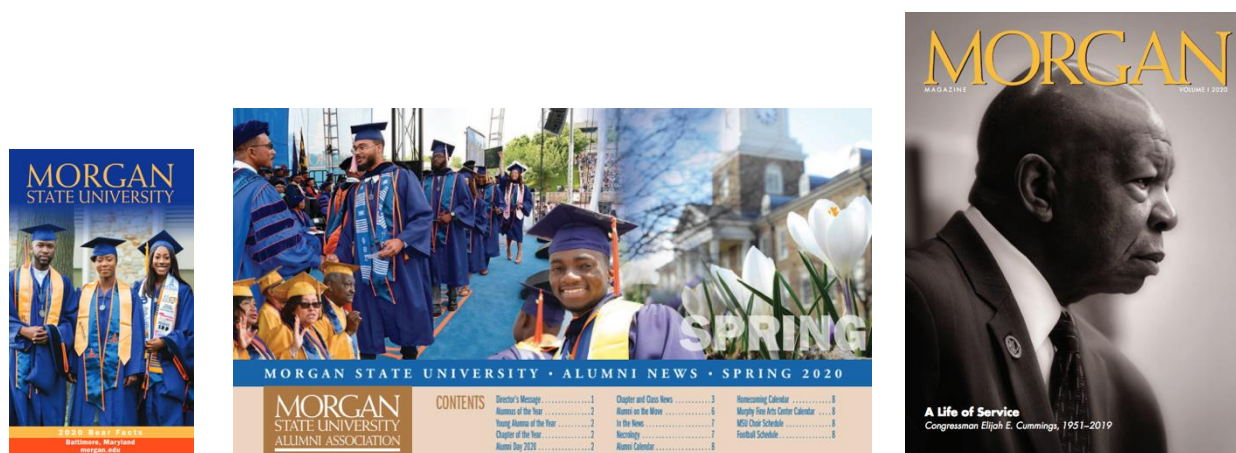 MORGAN
STATE UNIVERSITY
2020 Bear Facts
Baltimore, Maryland
morgan.edu
SPRING
MORGAN STATE UNIVERSITY • ALUMNI NEWS • SPRING 2020
MORGAN
STATE UNIVERSITY
ALUMNI ASSOCIATION
CONTENTS
Director's Message.............1
Alumnus of the Year............2
Young Alumna of the Year.........2
Chapter of the Year.............2
Alumni Day 2020...............2
Chapter and Class News..........3
Alumni on the Move............6
In the News..................7
Necrology...................7
Alumni Calendar...............8
Homecoming Calendar............8
Murphy Fine Arts Center Calendar....8
MSU Choir Schedule.............8
Football Schedule...............8
MORGAN
MAGAZINE
VOLUME I 2020
A Life of Service
Congressman Elijah E. Cummings, 1951–2019